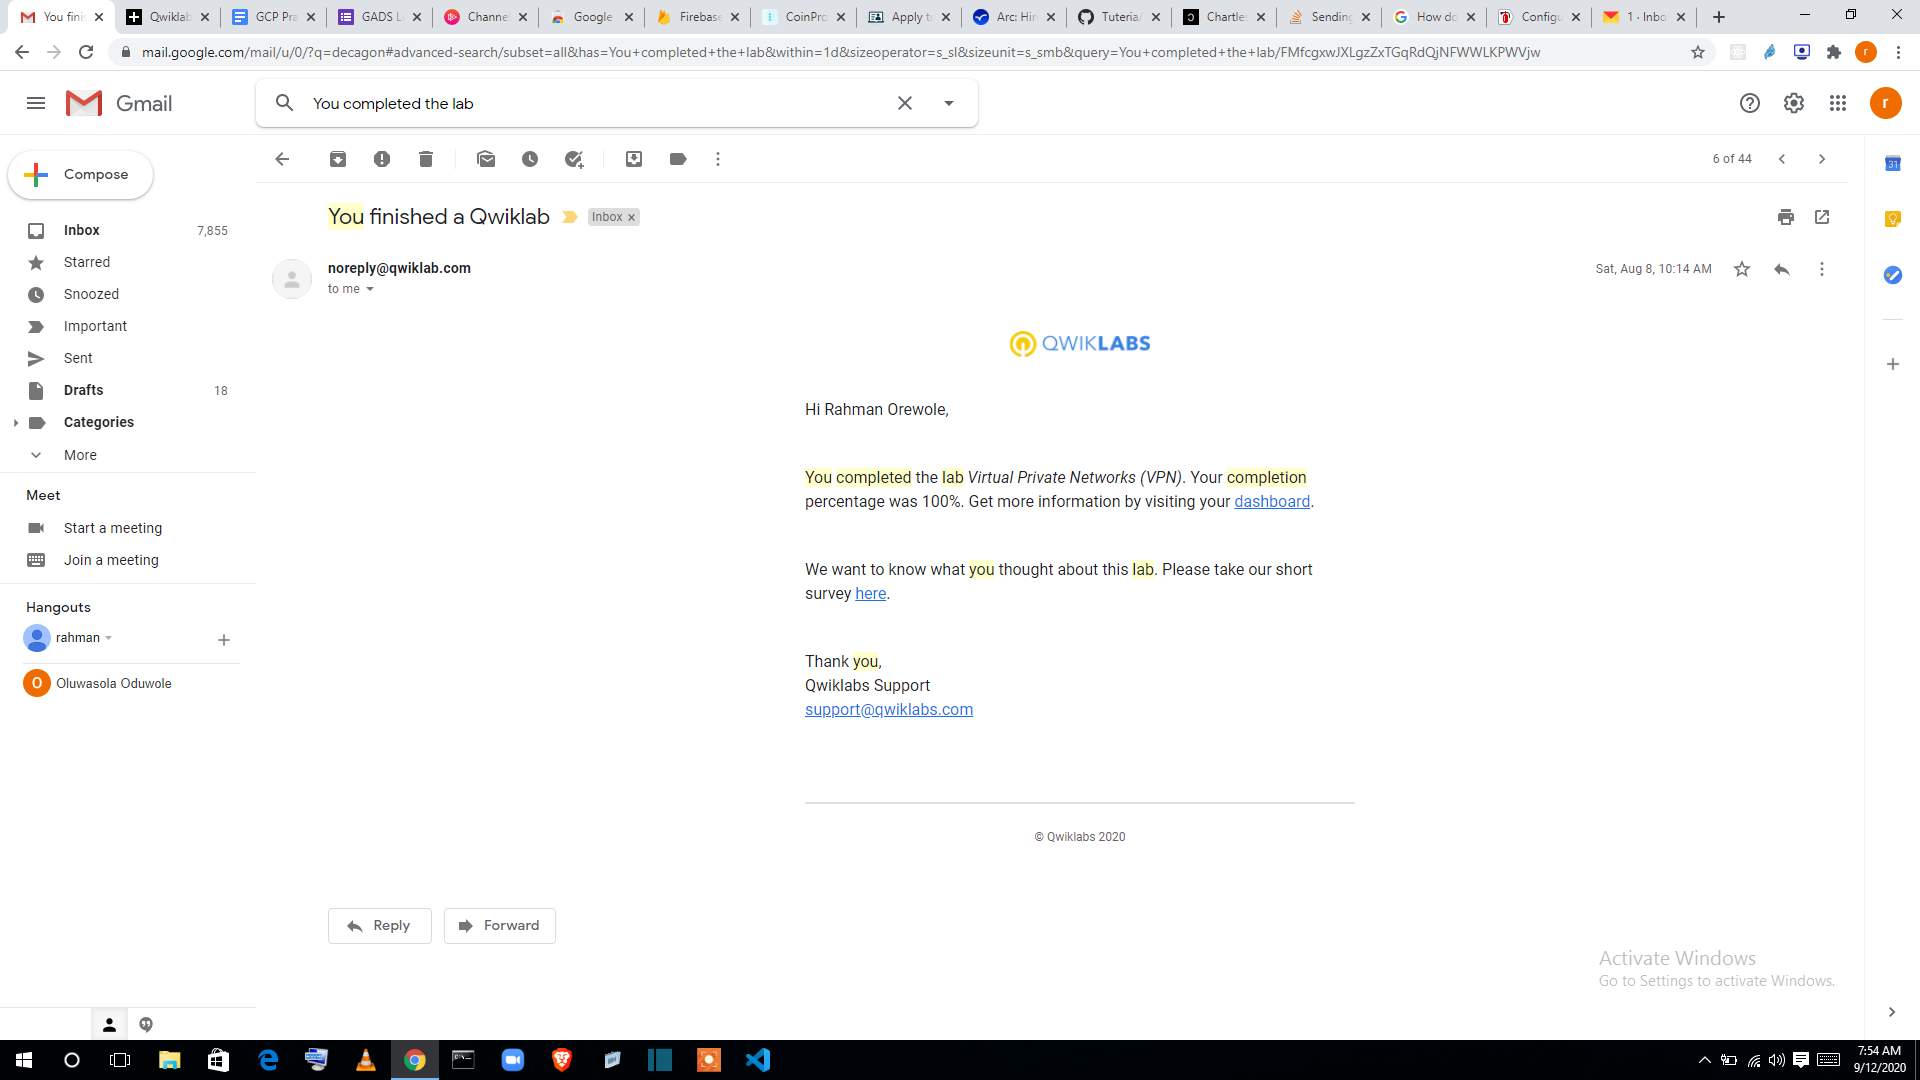 You finis
Qwiklab
GCP Pra
GADS L
Channel
Google
Firebase
CoinPro
Apply to
Arc: Hir
Tuteria/
Chartles
Sending
How do
Configu
1 · Inbo
mail.google.com/mail/u/0/?q=decagon#advanced-search/subset=all&has=You+completed+the+lab&within=1d&sizeoperator=s_sl&sizeunit=s_smb&query=You+completed+the+lab/FMfcgxwJXLgzZxTGqRdQjNFWWLKPWVjw
r
Gmail
You completed the lab
r
Compose
6 of 44
31
Inbox 7,855
Starred
Snoozed
Important
Sent
Drafts 18
Categories
More
Meet
Start a meeting
Join a meeting
Hangouts
rahman
O Oluwasola Oduwole
You finished a Qwiklab Inbox x
noreply@qwiklab.com
Sat, Aug 8, 10:14 AM
to me
QWIKLABS
Hi Rahman Orewole,
You completed the lab Virtual Private Networks (VPN). Your completion
percentage was 100%. Get more information by visiting your dashboard.
We want to know what you thought about this lab. Please take our short
survey here.
Thank you,
Qwiklabs Support
support@qwiklabs.com
© Qwiklabs 2020
Reply
Forward
Activate Windows
Go to Settings to activate Windows.
7:54 AM
9/12/2020